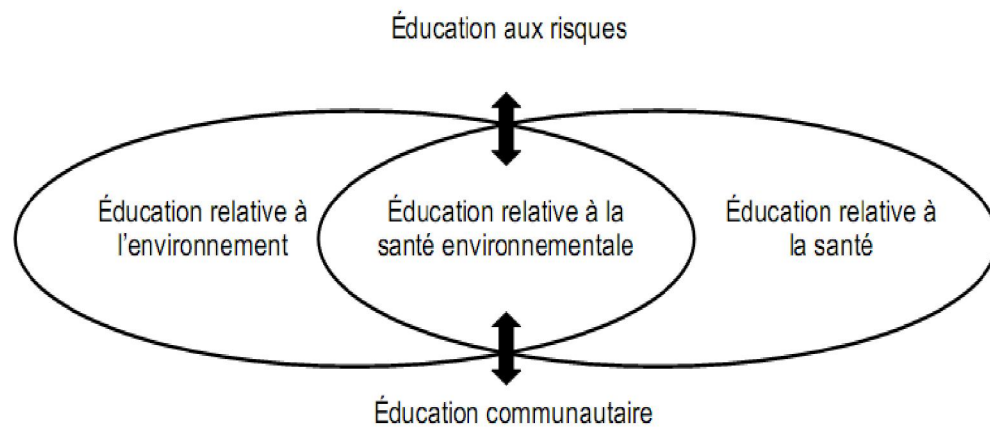 Éducation aux risques
Éducation relative à
l'environnement
Éducation relative à la
santé environnementale
Éducation relative à
la santé
Éducation communautaire